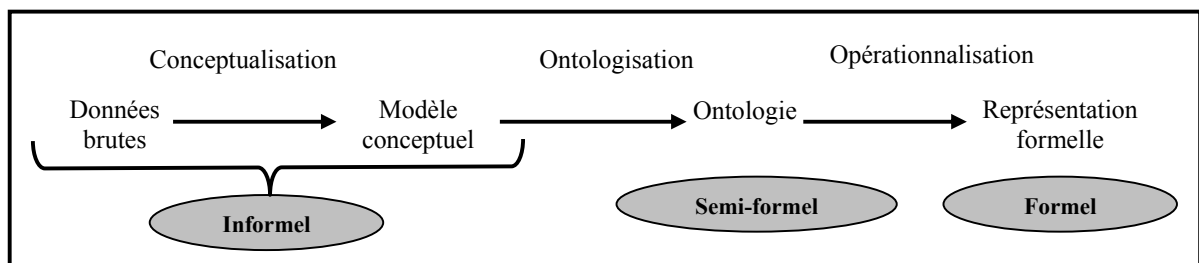 Conceptualisation
Ontologisation
Opérationnalisation
Données
brutes
Modèle
conceptuel
Ontologie
Représentation
formelle
Informel
Semi-formel
Formel